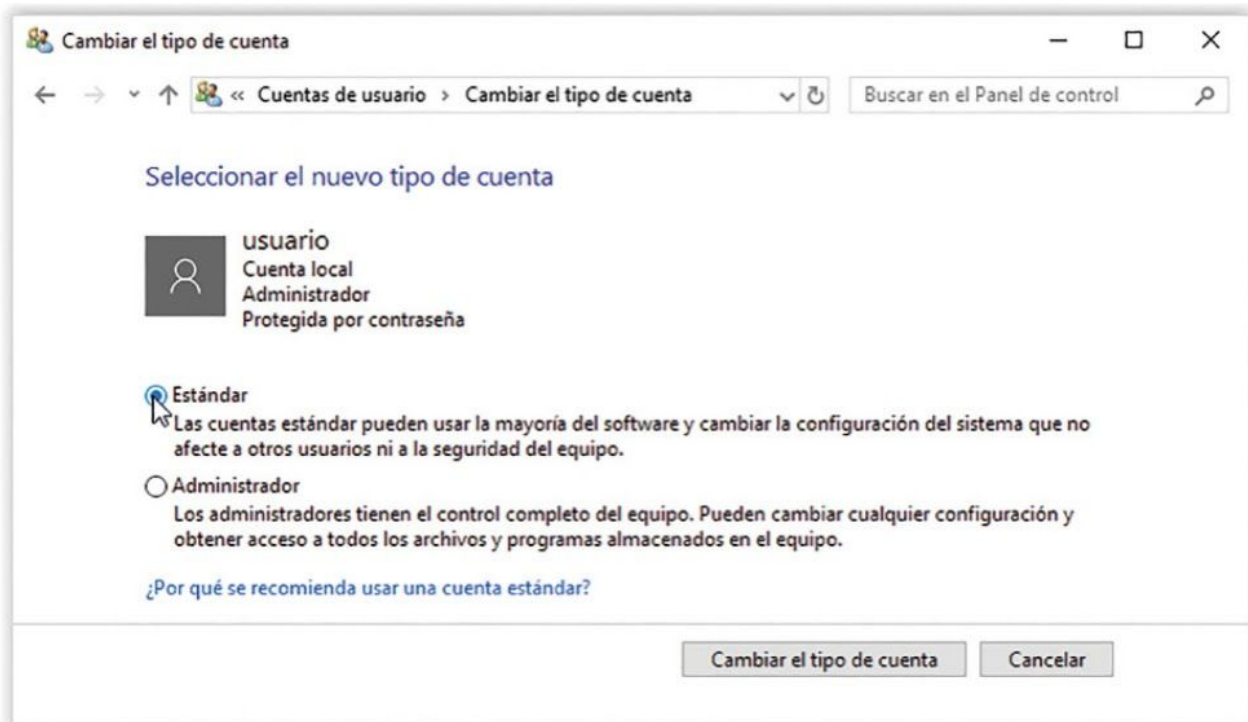 Cambiar el tipo de cuenta
« Cuentas de usuario › Cambiar el tipo de cuenta
Buscar en el Panel de control
Seleccionar el nuevo tipo de cuenta
usuario
Cuenta local
Administrador
Protegida por contraseña
Estándar
Las cuentas estándar pueden usar la mayoría del software y cambiar la configuración del sistema que no
afecte a otros usuarios ni a la seguridad del equipo.
Administrador
Los administradores tienen el control completo del equipo. Pueden cambiar cualquier configuración y
obtener acceso a todos los archivos y programas almacenados en el equipo.
¿Por qué se recomienda usar una cuenta estándar?
Cambiar el tipo de cuenta
Cancelar